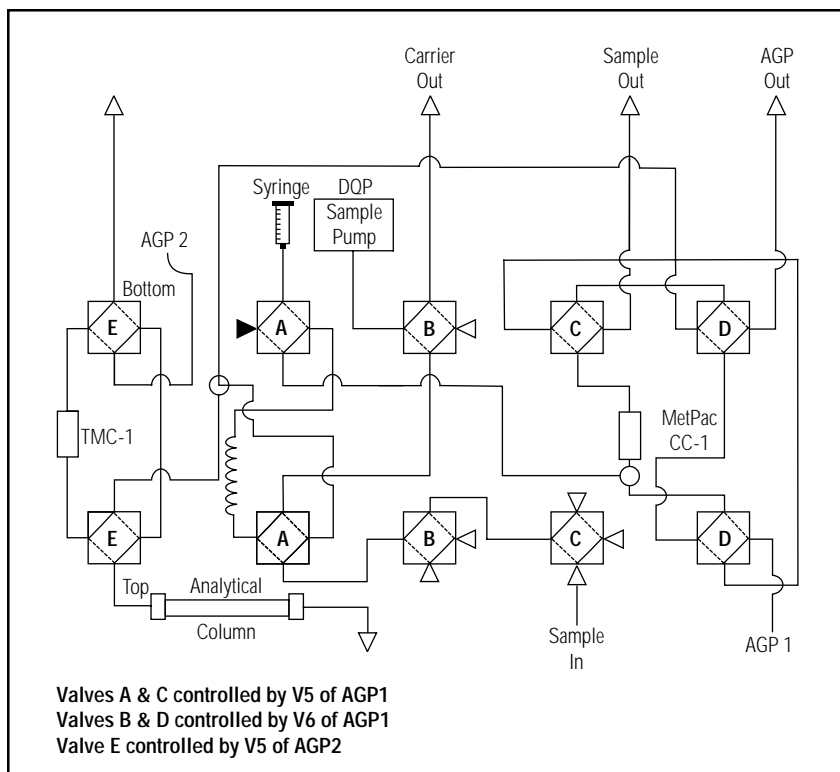 Carrier
Out
Sample
Out
AGP
Out
Syringe
DQP
Sample
Pump
AGP 2
Bottom
E
A
B
C
D
TMC-1
MetPac
CC-1
E
A
B
C
D
Top
Analytical
Column
Sample
In
AGP 1
Valves A & C controlled by V5 of AGP1
Valves B & D controlled by V6 of AGP1
Valve E controlled by V5 of AGP2